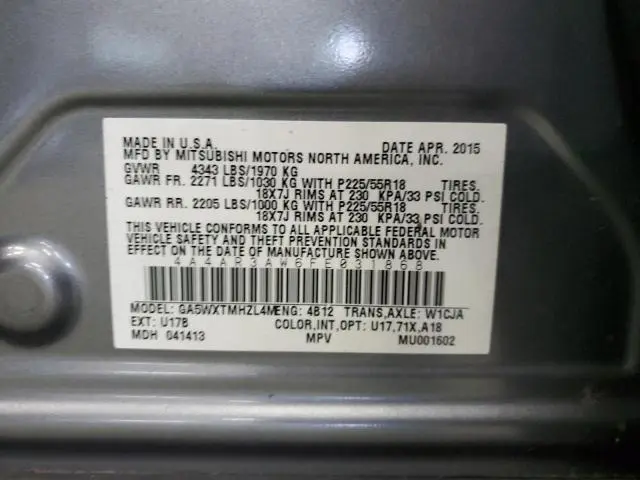 MADE IN U.S.A. DATE APR. 2015
MFD BY MITSUBISHI MOTORS NORTH AMERICA, INC.
GVWR 4343 LBS/1970 KG
GAWR FR. 2271 LBS/1030 KG WITH P225/55R18 TIRES.
18X7J RIMS AT 230 KPA/33 PSI COLD.
GAWR RR. 2205 LBS/1000 KG WITH P225/55R18 TIRES.
18X7J RIMS AT 230 KPA/33 PSI COLD.
THIS VEHICLE CONFORMS TO ALL APPLICABLE FEDERAL MOTOR
VEHICLE SAFETY AND THEFT PREVENTION STANDARDS IN
EFFECT ON THE DATE OF MANUFACTURE SHOWN ABOVE.
4A4AR3AW6FE031868
MODEL: GA5WXTMHZL4MENG: 4B12 TRANS,AXLE: W1CJA
EXT: U17B COLOR,INT,OPT: U17,71X,A18
MDH 041413 MPV MU001602